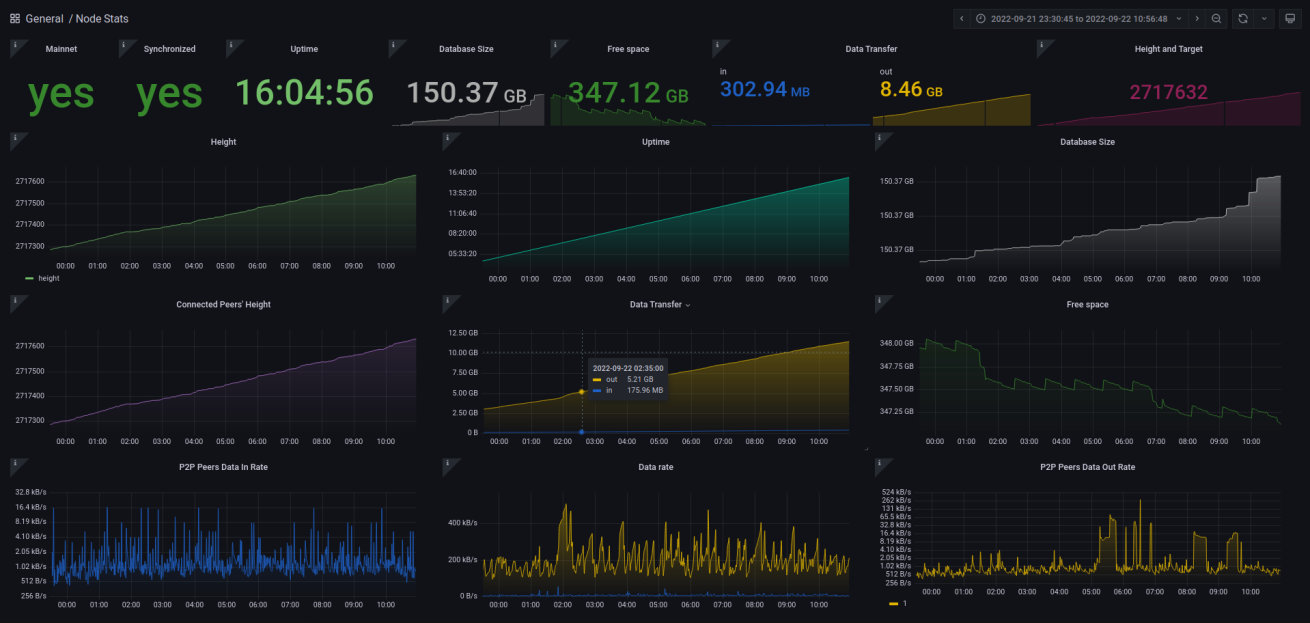 General / Node Stats
2022-09-21 23:30:45 to 2022-09-22 10:56:48
Mainnet
yes
Synchronized
yes
Uptime
16:04:56
Database Size
150.37 GB
Free space
347.12 GB
Data Transfer
in
302.94 MB
out
8.46 GB
Height and Target
2717632
Height
2717600
2717500
2717400
2717300
00:00 01:00 02:00 03:00 04:00 05:00 06:00 07:00 08:00 09:00 10:00
height
Uptime
16:40:00
13:53:20
11:06:40
08:20:00
05:33:20
00:00 01:00 02:00 03:00 04:00 05:00 06:00 07:00 08:00 09:00 10:00
Database Size
150.37 GB
150.37 GB
150.37 GB
00:00 01:00 02:00 03:00 04:00 05:00 06:00 07:00 08:00 09:00 10:00
Connected Peers' Height
2717600
2717500
2717400
2717300
00:00 01:00 02:00 03:00 04:00 05:00 06:00 07:00 08:00 09:00 10:00
Data Transfer
12.50 GB
10.00 GB
7.50 GB
5.00 GB
2.50 GB
0 B
2022-09-22 02:35:00
out 5.21 GB
in 175.96 MB
00:00 01:00 02:00 03:00 04:00 05:00 06:00 07:00 08:00 09:00 10:00
Free space
348.00 GB
347.75 GB
347.50 GB
347.25 GB
00:00 01:00 02:00 03:00 04:00 05:00 06:00 07:00 08:00 09:00 10:00
P2P Peers Data In Rate
32.8 kB/s
16.4 kB/s
8.19 kB/s
4.10 kB/s
2.05 kB/s
1.02 kB/s
512 B/s
256 B/s
00:00 01:00 02:00 03:00 04:00 05:00 06:00 07:00 08:00 09:00 10:00
Data rate
400 kB/s
200 kB/s
0 B/s
00:00 01:00 02:00 03:00 04:00 05:00 06:00 07:00 08:00 09:00 10:00
P2P Peers Data Out Rate
524 kB/s
262 kB/s
131 kB/s
65.5 kB/s
32.8 kB/s
16.4 kB/s
8.19 kB/s
4.10 kB/s
2.05 kB/s
1.02 kB/s
512 B/s
256 B/s
00:00 01:00 02:00 03:00 04:00 05:00 06:00 07:00 08:00 09:00 10:00
1